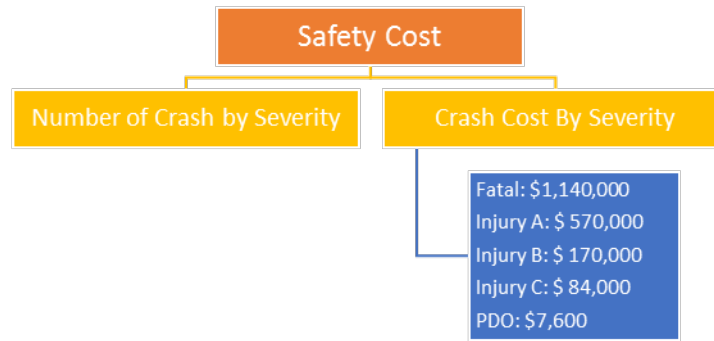 Safety Cost
Number of Crash by Severity
Crash Cost By Severity
Fatal: $1,140,000
Injury A: $ 570,000
Injury B: $ 170,000
Injury C: $ 84,000
PDO: $7,600